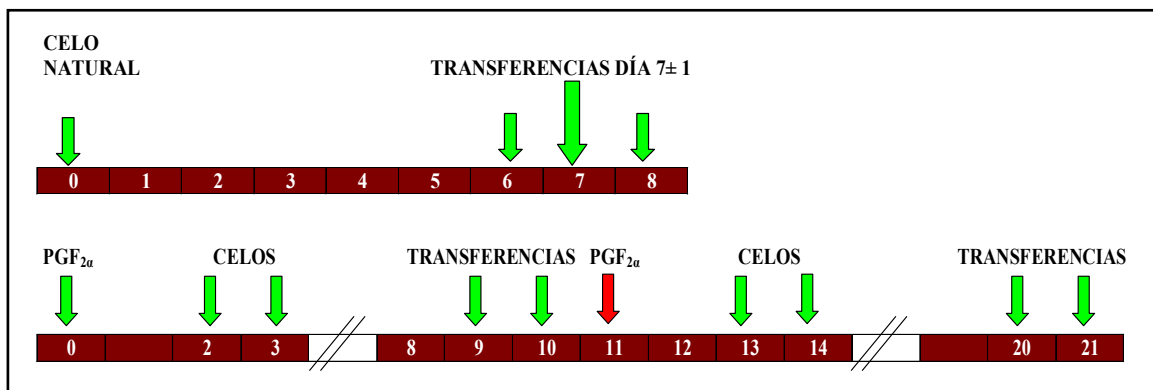 CELO
NATURAL
TRANSFERENCIAS DÍA 7± 1
0 1 2 3 4 5 6 7 8
PGF2α CELOS TRANSFERENCIAS PGF2α CELOS TRANSFERENCIAS
0 2 3 8 9 10 11 12 13 14 20 21